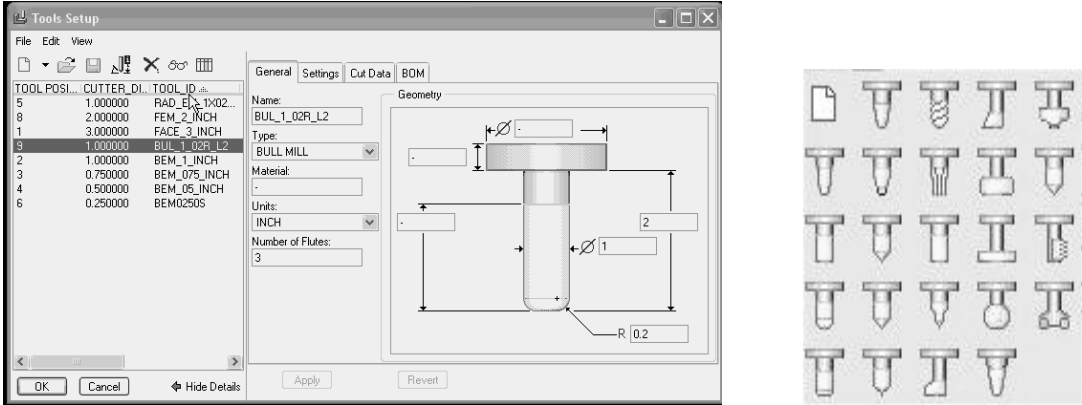 Tools Setup
File Edit View
TOOL POSI... CUTTER_DI... TOOL_ID
5 1.000000
8 2.000000 FEM_2_INCH
1 3.000000 FACE_3_INCH
9 1.000000 BUL_1_02R_L2
2 1.000000 BEM_1_INCH
3 0.750000 BEM_075_INCH
4 0.500000 BEM_05_INCH
6 0.250000 BEM0250S
OK Cancel Hide Details
General Settings Cut Data BOM
Name:
BUL_1_02R_L2
Type:
BULL MILL
Material:
-
Units:
INCH
Number of Flutes:
3
Geometry
Ø -
-
- 2
Ø 1
R 0.2
Apply Revert